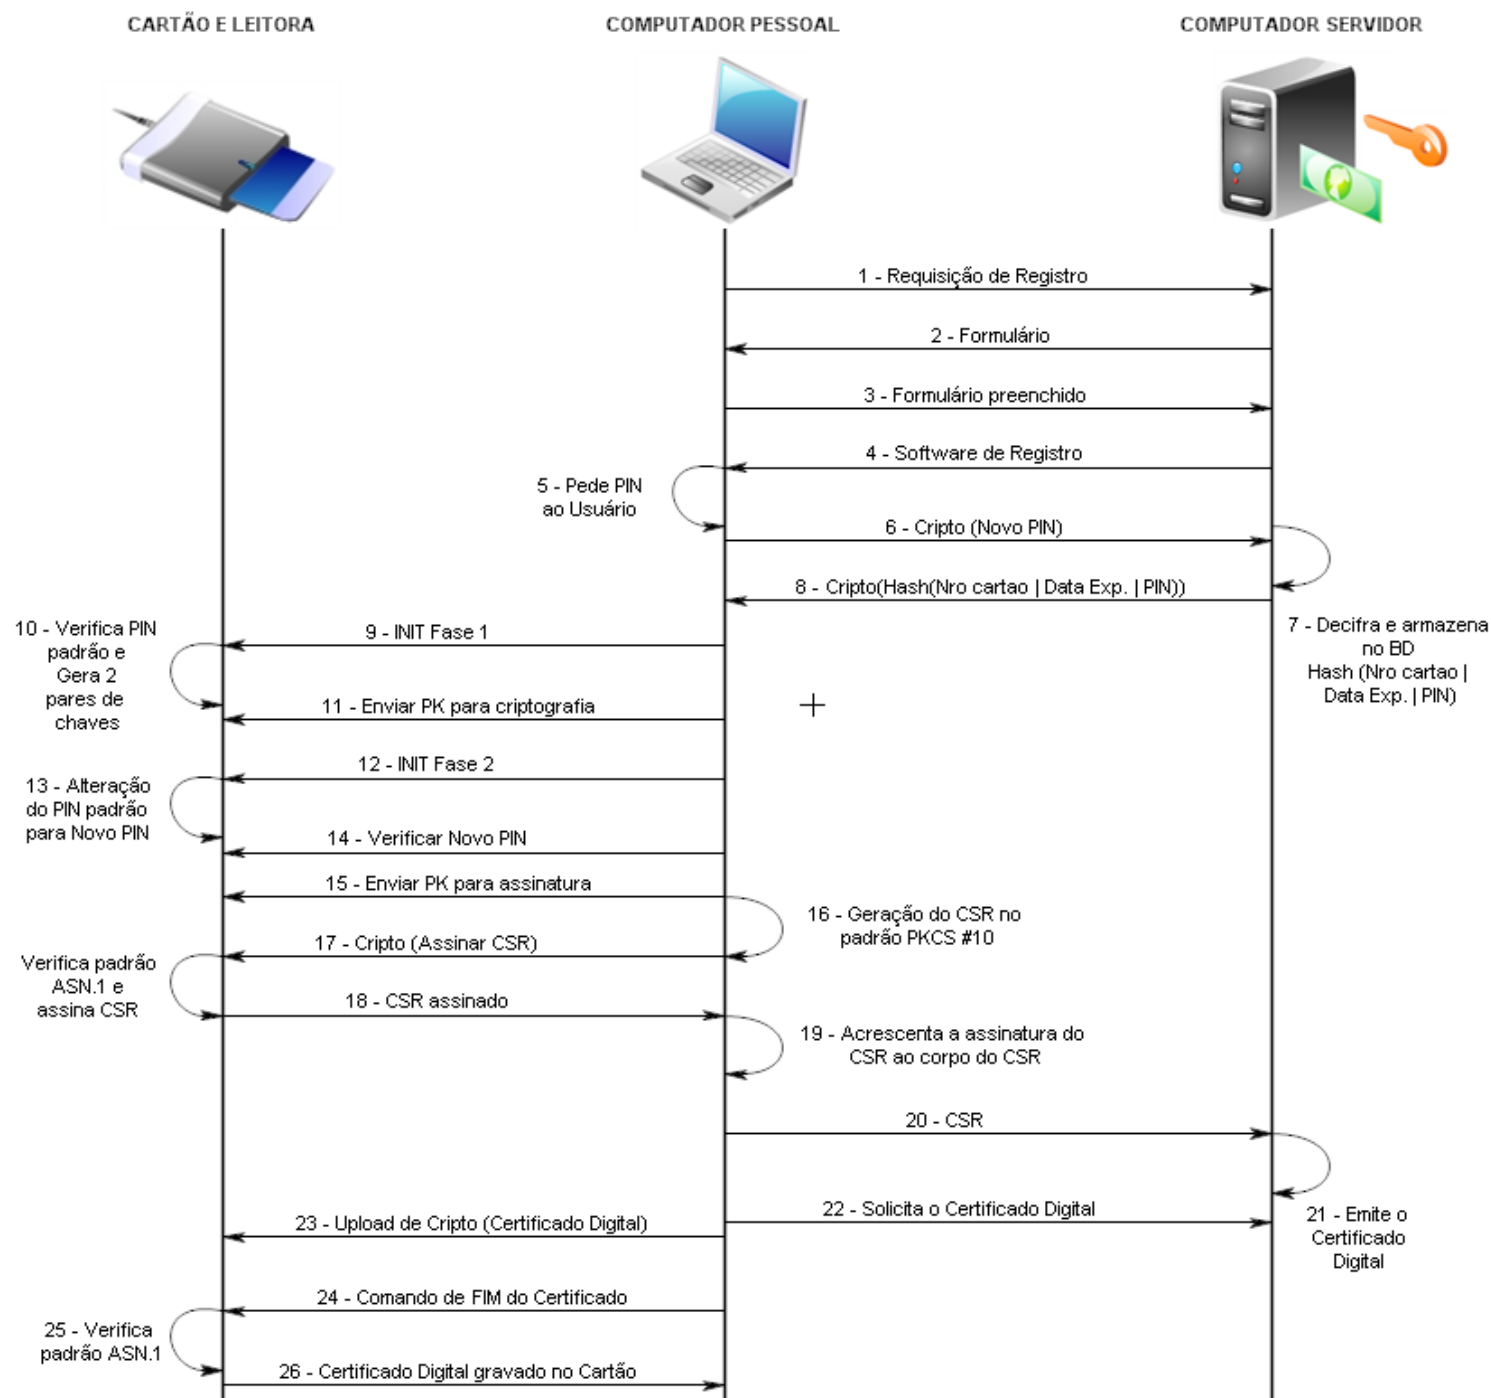 CARTÃO E LEITORA
COMPUTADOR PESSOAL
COMPUTADOR SERVIDOR
1 - Requisição de Registro
2 - Formulário
3 - Formulário preenchido
4 - Software de Registro
5 - Pede PIN
ao Usuário
6 - Cripto (Novo PIN)
8 - Cripto(Hash(Nro cartao | Data Exp. | PIN))
7 - Decifra e armazena
no BD
Hash (Nro cartao |
Data Exp. | PIN)
9 - INIT Fase 1
10 - Verifica PIN
padrão e
Gera 2
pares de
chaves
11 - Enviar PK para criptografia
12 - INIT Fase 2
13 - Alteração
do PIN padrão
para Novo PIN
14 - Verificar Novo PIN
15 - Enviar PK para assinatura
16 - Geração do CSR no
padrão PKCS #10
17 - Cripto (Assinar CSR)
Verifica padrão
ASN.1 e
assina CSR
18 - CSR assinado
19 - Acrescenta a assinatura do
CSR ao corpo do CSR
20 - CSR
21 - Emite o
Certificado
Digital
22 - Solicita o Certificado Digital
23 - Upload de Cripto (Certificado Digital)
24 - Comando de FIM do Certificado
25 - Verifica
padrão ASN.1
26 - Certificado Digital gravado no Cartão